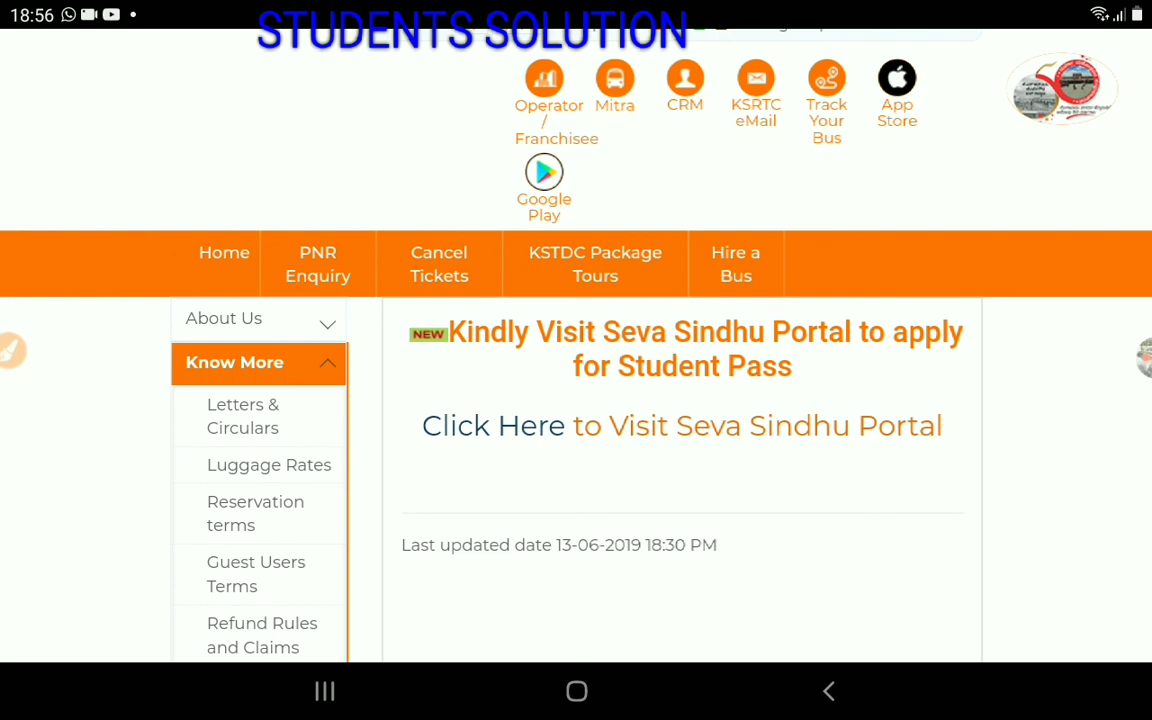 18:56
STUDENTS SOLUTION
Operator
/
Franchisee
Mitra
CRM
KSRTC
eMail
Track
Your
Bus
App
Store
Google
Play
Home
PNR
Enquiry
Cancel
Tickets
KSTDC Package
Tours
Hire a
Bus
About Us
Know More
Letters &
Circulars
Luggage Rates
Reservation
terms
Guest Users
Terms
Refund Rules
and Claims
NEW Kindly Visit Seva Sindhu Portal to apply
for Student Pass
Click Here to Visit Seva Sindhu Portal
Last updated date 13-06-2019 18:30 PM